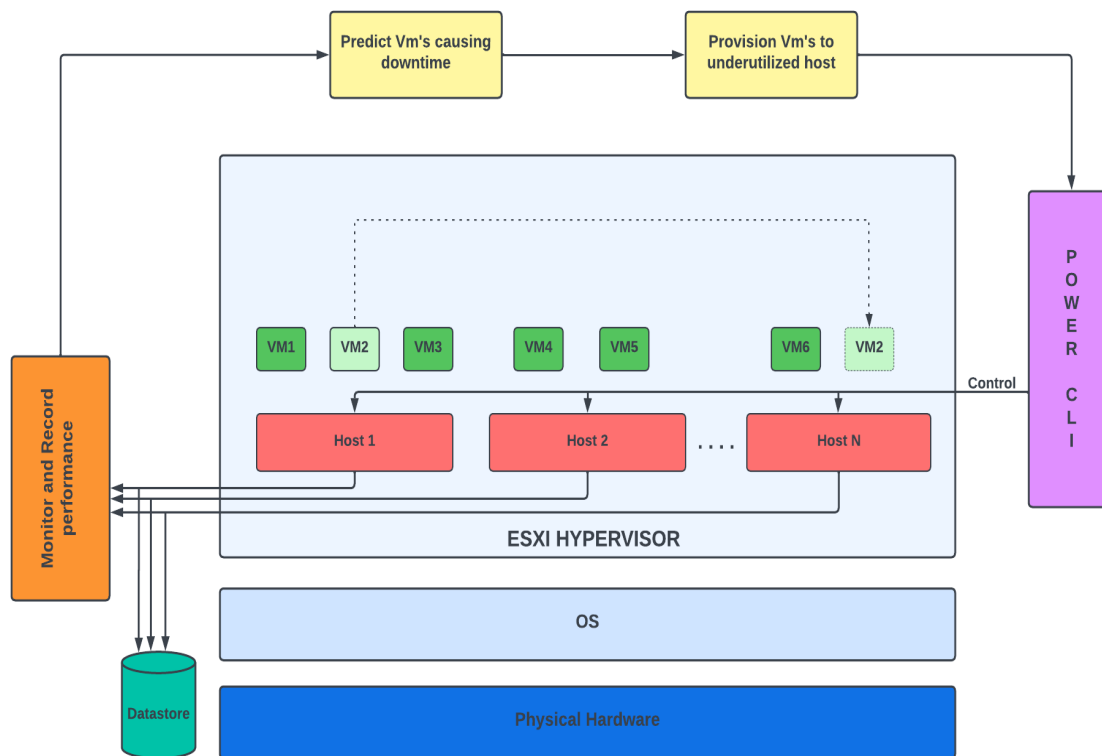 Predict Vm's causing
downtime
Provision Vm's to
underutilized host
POWER CLI
VM1
VM2
VM3
VM4
VM5
VM6
VM2
Control
Host 1
Host 2
....
Host N
Monitor and Record
performance
ESXI HYPERVISOR
OS
Datastore
Physical Hardware